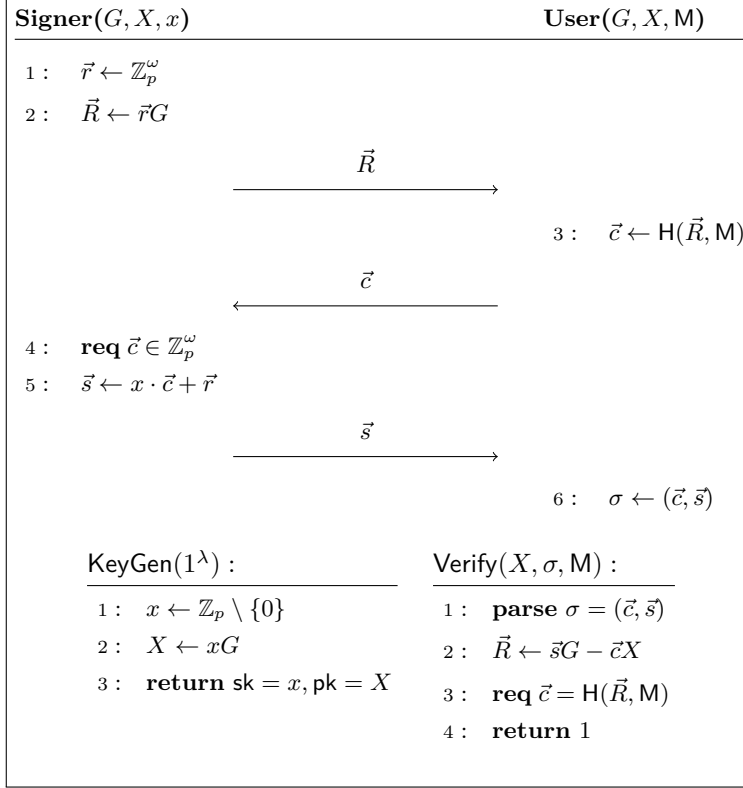 Signer(G, X, x) User(G, X, M)
1 : r⃗ ← ℤ_p^ω
2 : R⃗ ← r⃗G
R⃗
3 : c⃗ ← H(R⃗, M)
c⃗
4 : req c⃗ ∈ ℤ_p^ω
5 : s⃗ ← x · c⃗ + r⃗
s⃗
6 : σ ← (c⃗, s⃗)
KeyGen(1^λ) :
1 : x ← ℤ_p \ {0}
2 : X ← xG
3 : return sk = x, pk = X
Verify(X, σ, M) :
1 : parse σ = (c⃗, s⃗)
2 : R⃗ ← s⃗G − c⃗X
3 : req c⃗ = H(R⃗, M)
4 : return 1